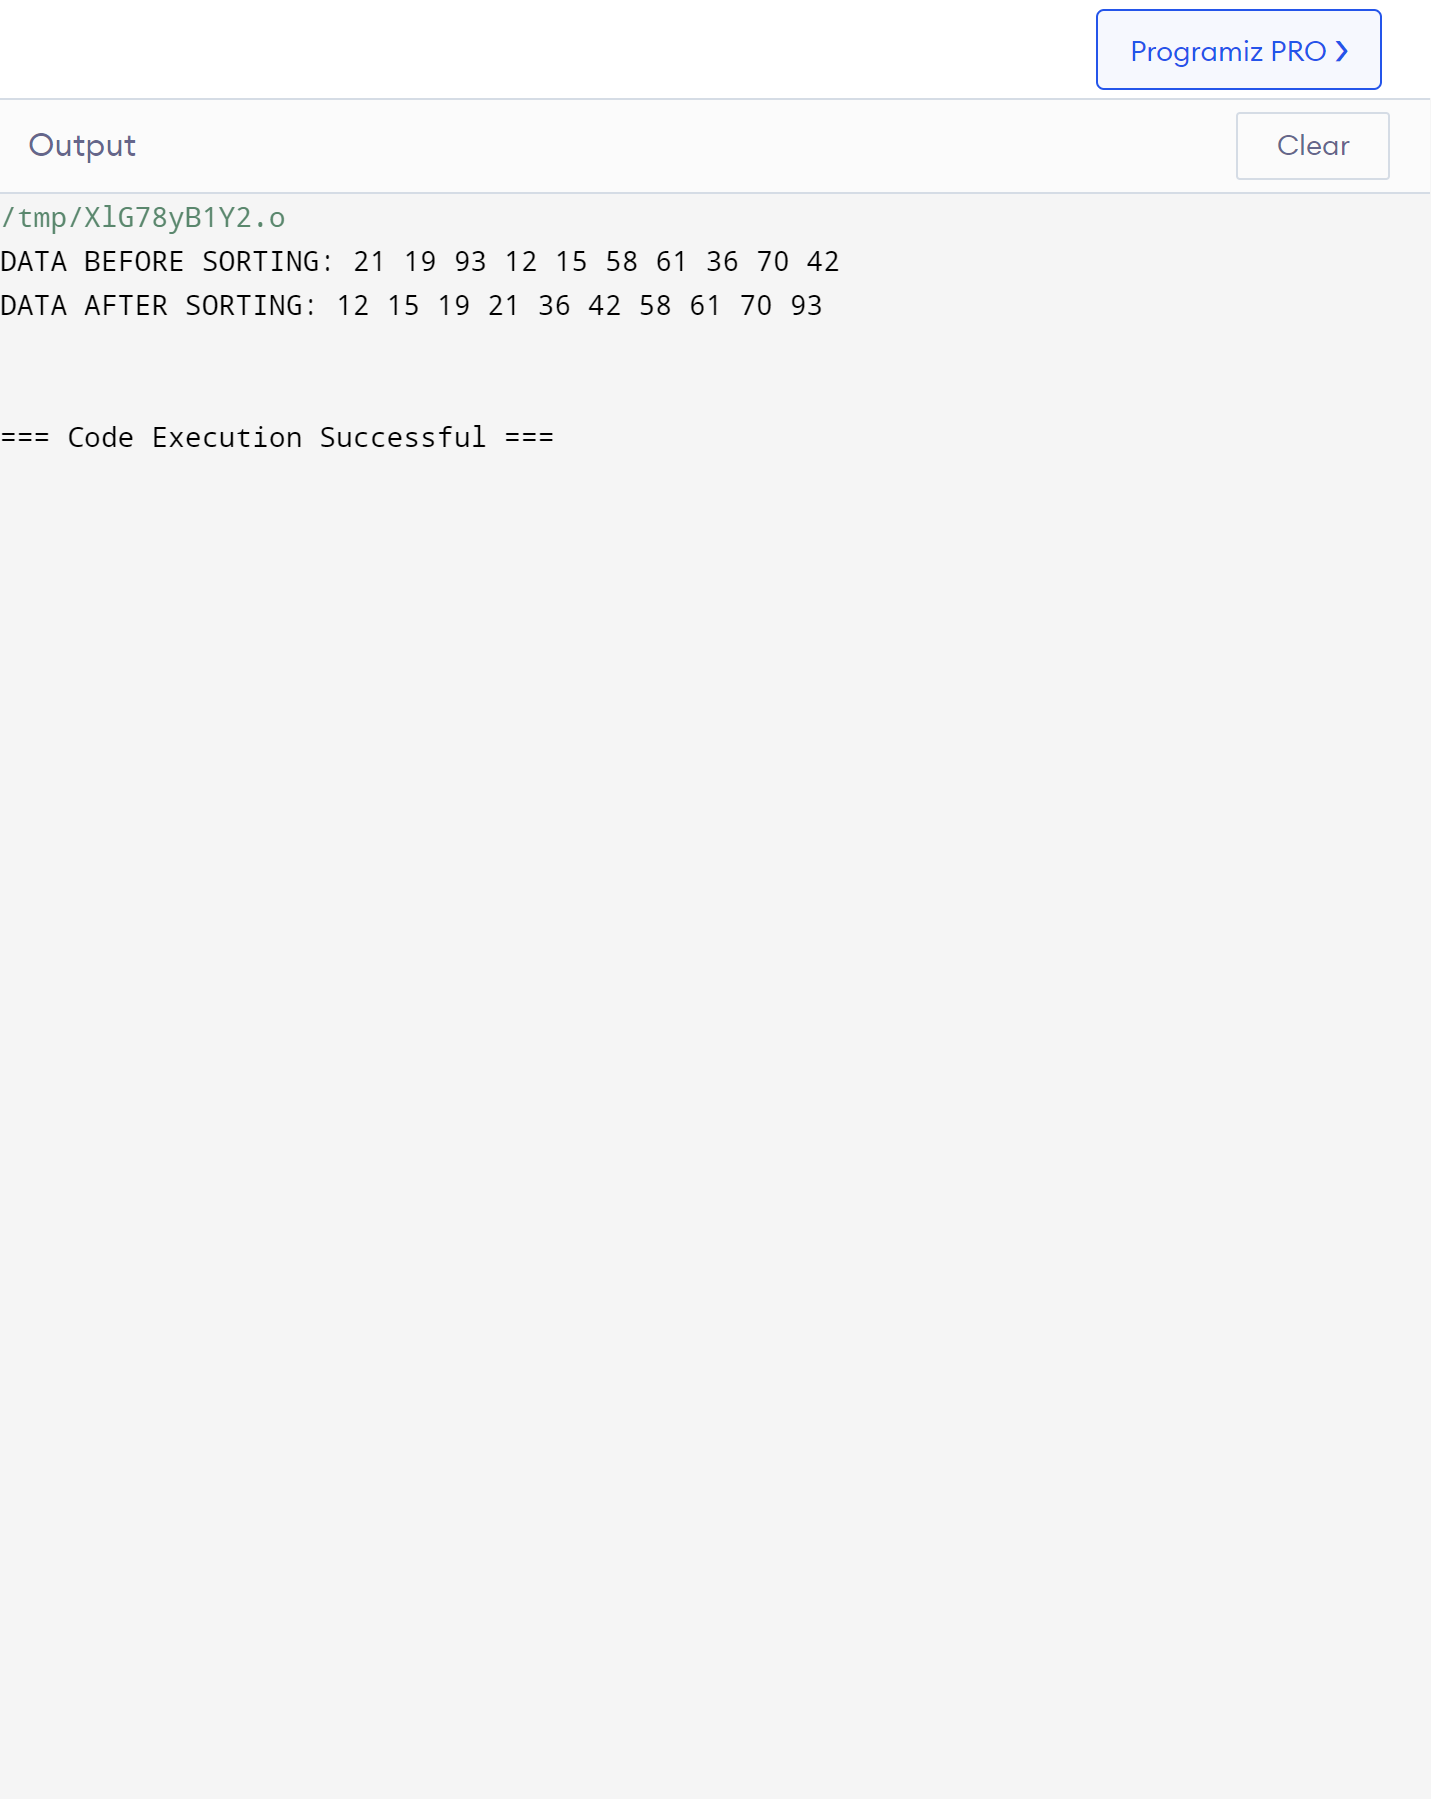 Programiz PRO ❯
Output
Clear
/tmp/XlG78yB1Y2.o
DATA BEFORE SORTING: 21 19 93 12 15 58 61 36 70 42
DATA AFTER SORTING: 12 15 19 21 36 42 58 61 70 93
=== Code Execution Successful ===